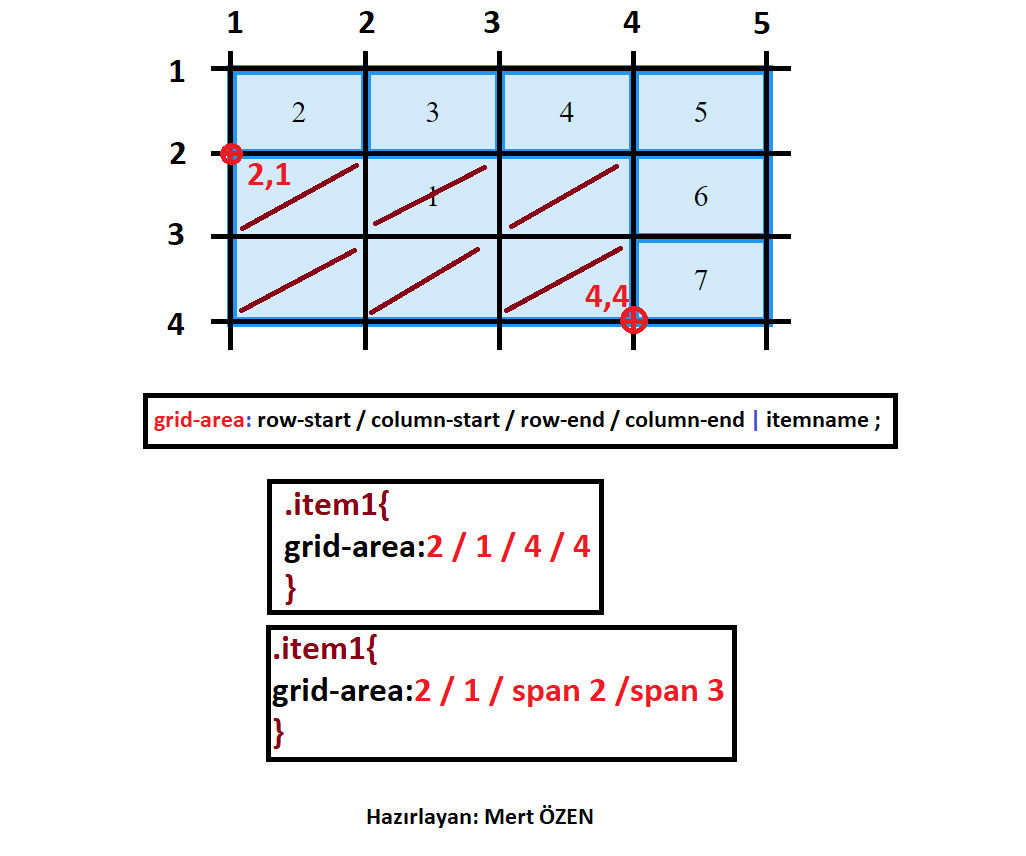 1 2 3 4 5
1
2 3 4 5
2
2,1
1 6
3
7
4,4
4
grid-area: row-start / column-start / row-end / column-end | itemname ;
.item1{
grid-area:2 / 1 / 4 / 4
}
.item1{
grid-area:2 / 1 / span 2 /span 3
}
Hazırlayan: Mert ÖZEN